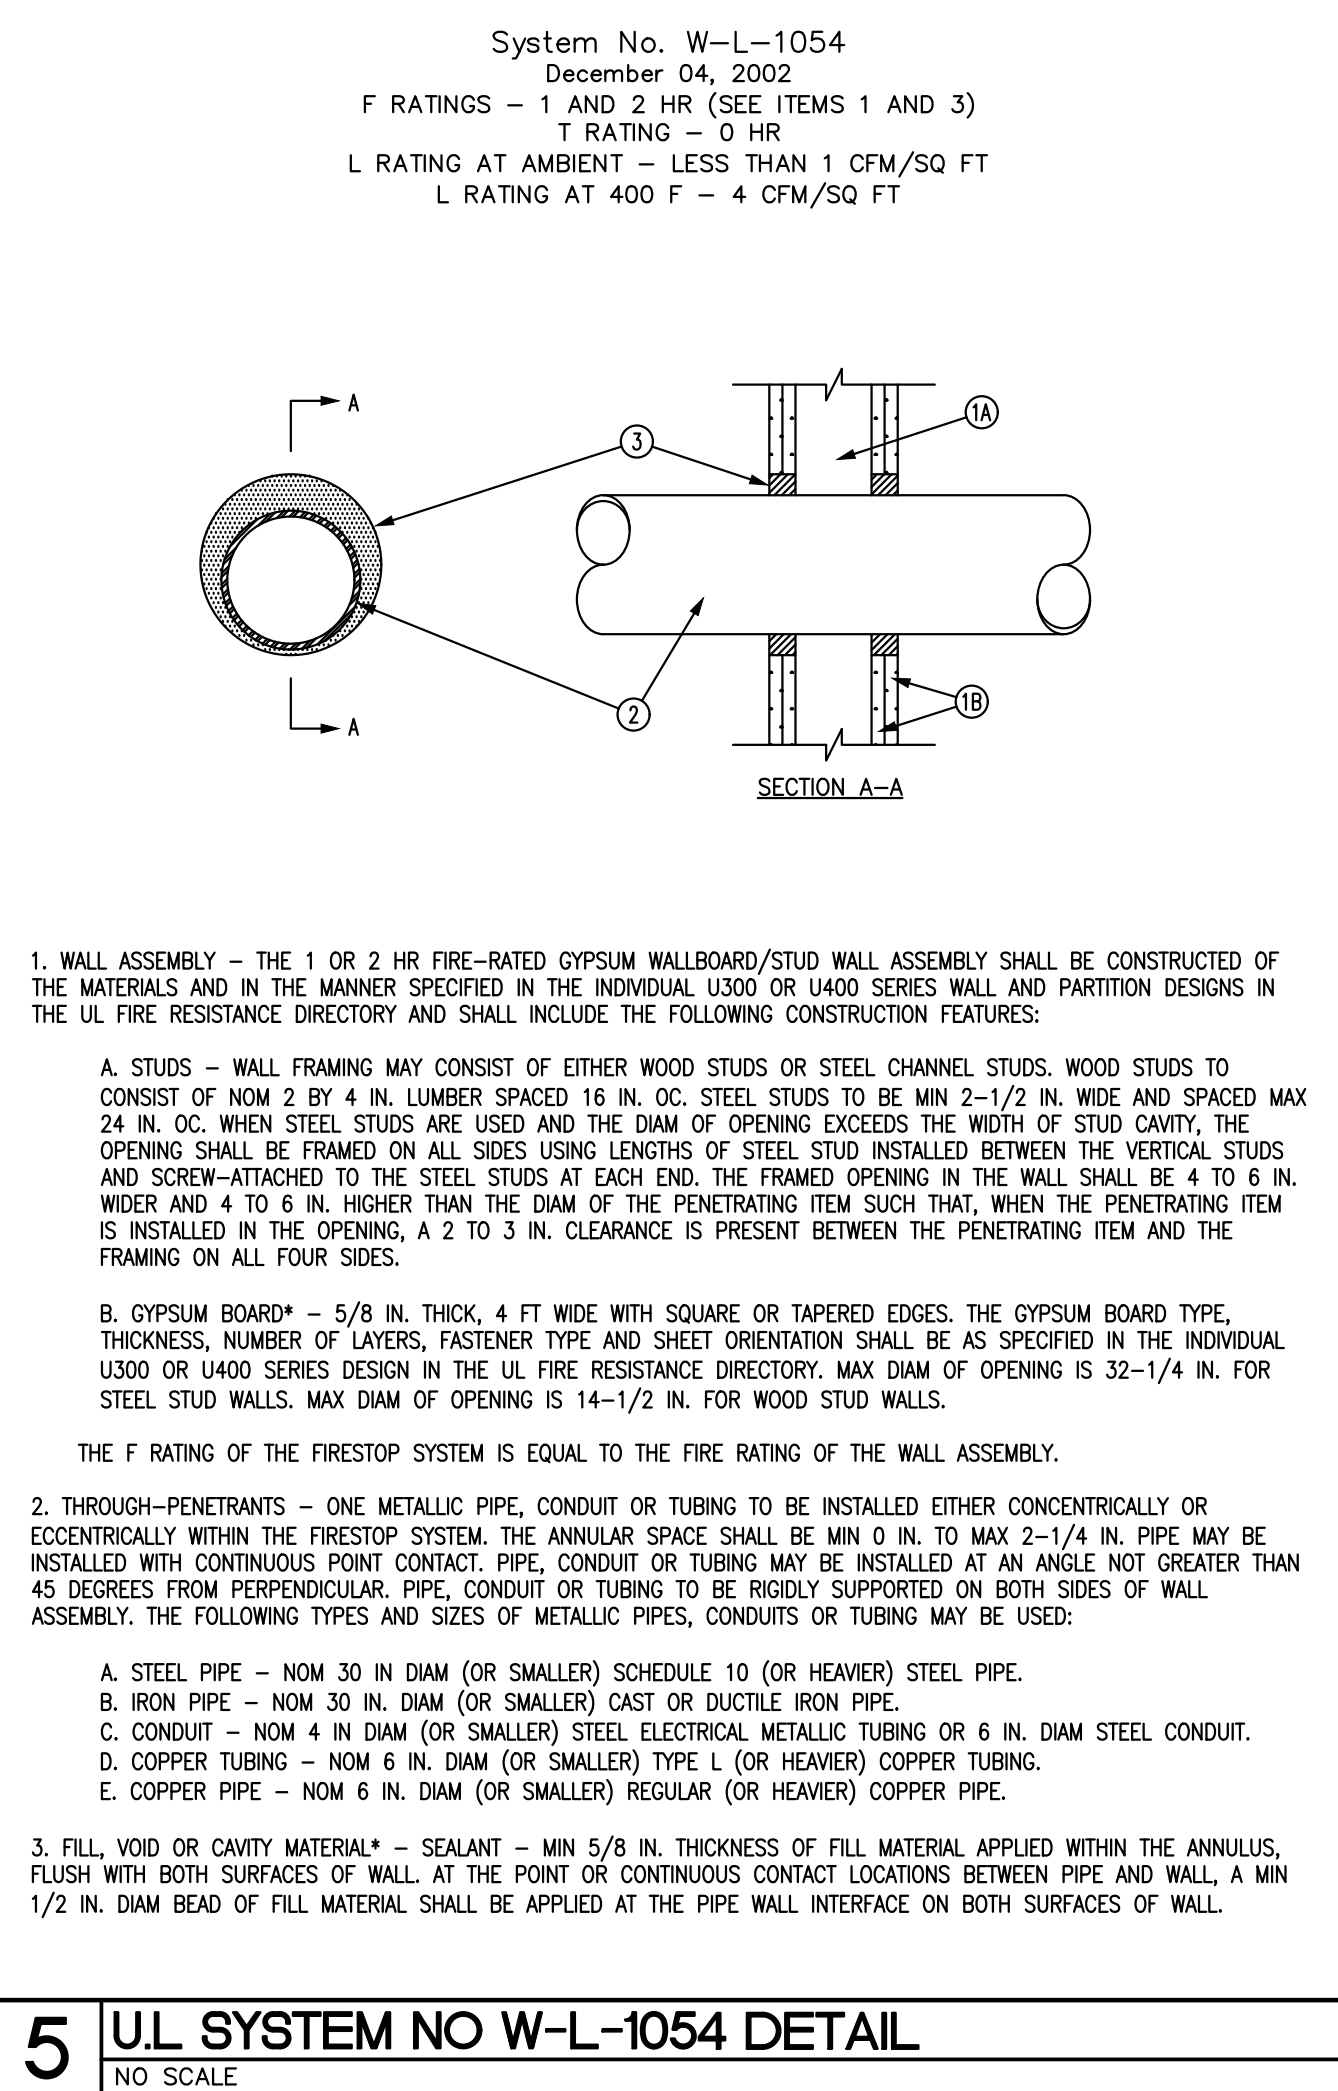 System No. W-L-1054
December 04, 2002
F RATINGS - 1 AND 2 HR (SEE ITEMS 1 AND 3)
T RATING - 0 HR
L RATING AT AMBIENT - LESS THAN 1 CFM/SQ FT
L RATING AT 400 F - 4 CFM/SQ FT
A
1A
3
2
1B
A
SECTION A-A
1. WALL ASSEMBLY - THE 1 OR 2 HR FIRE-RATED GYPSUM WALLBOARD/STUD WALL ASSEMBLY SHALL BE CONSTRUCTED OF
THE MATERIALS AND IN THE MANNER SPECIFIED IN THE INDIVIDUAL U300 OR U400 SERIES WALL AND PARTITION DESIGNS IN
THE UL FIRE RESISTANCE DIRECTORY AND SHALL INCLUDE THE FOLLOWING CONSTRUCTION FEATURES:
A. STUDS - WALL FRAMING MAY CONSIST OF EITHER WOOD STUDS OR STEEL CHANNEL STUDS. WOOD STUDS TO
CONSIST OF NOM 2 BY 4 IN. LUMBER SPACED 16 IN. OC. STEEL STUDS TO BE MIN 2-1/2 IN. WIDE AND SPACED MAX
24 IN. OC. WHEN STEEL STUDS ARE USED AND THE DIAM OF OPENING EXCEEDS THE WIDTH OF STUD CAVITY, THE
OPENING SHALL BE FRAMED ON ALL SIDES USING LENGTHS OF STEEL STUD INSTALLED BETWEEN THE VERTICAL STUDS
AND SCREW-ATTACHED TO THE STEEL STUDS AT EACH END. THE FRAMED OPENING IN THE WALL SHALL BE 4 TO 6 IN.
WIDER AND 4 TO 6 IN. HIGHER THAN THE DIAM OF THE PENETRATING ITEM SUCH THAT, WHEN THE PENETRATING ITEM
IS INSTALLED IN THE OPENING, A 2 TO 3 IN. CLEARANCE IS PRESENT BETWEEN THE PENETRATING ITEM AND THE
FRAMING ON ALL FOUR SIDES.
B. GYPSUM BOARD* - 5/8 IN. THICK, 4 FT WIDE WITH SQUARE OR TAPERED EDGES. THE GYPSUM BOARD TYPE,
THICKNESS, NUMBER OF LAYERS, FASTENER TYPE AND SHEET ORIENTATION SHALL BE AS SPECIFIED IN THE INDIVIDUAL
U300 OR U400 SERIES DESIGN IN THE UL FIRE RESISTANCE DIRECTORY. MAX DIAM OF OPENING IS 32-1/4 IN. FOR
STEEL STUD WALLS. MAX DIAM OF OPENING IS 14-1/2 IN. FOR WOOD STUD WALLS.
THE F RATING OF THE FIRESTOP SYSTEM IS EQUAL TO THE FIRE RATING OF THE WALL ASSEMBLY.
2. THROUGH-PENETRANTS - ONE METALLIC PIPE, CONDUIT OR TUBING TO BE INSTALLED EITHER CONCENTRICALLY OR
ECCENTRICALLY WITHIN THE FIRESTOP SYSTEM. THE ANNULAR SPACE SHALL BE MIN 0 IN. TO MAX 2-1/4 IN. PIPE MAY BE
INSTALLED WITH CONTINUOUS POINT CONTACT. PIPE, CONDUIT OR TUBING MAY BE INSTALLED AT AN ANGLE NOT GREATER THAN
45 DEGREES FROM PERPENDICULAR. PIPE, CONDUIT OR TUBING TO BE RIGIDLY SUPPORTED ON BOTH SIDES OF WALL
ASSEMBLY. THE FOLLOWING TYPES AND SIZES OF METALLIC PIPES, CONDUITS OR TUBING MAY BE USED:
A. STEEL PIPE - NOM 30 IN DIAM (OR SMALLER) SCHEDULE 10 (OR HEAVIER) STEEL PIPE.
B. IRON PIPE - NOM 30 IN. DIAM (OR SMALLER) CAST OR DUCTILE IRON PIPE.
C. CONDUIT - NOM 4 IN DIAM (OR SMALLER) STEEL ELECTRICAL METALLIC TUBING OR 6 IN. DIAM STEEL CONDUIT.
D. COPPER TUBING - NOM 6 IN. DIAM (OR SMALLER) TYPE L (OR HEAVIER) COPPER TUBING.
E. COPPER PIPE - NOM 6 IN. DIAM (OR SMALLER) REGULAR (OR HEAVIER) COPPER PIPE.
3. FILL, VOID OR CAVITY MATERIAL* - SEALANT - MIN 5/8 IN. THICKNESS OF FILL MATERIAL APPLIED WITHIN THE ANNULUS,
FLUSH WITH BOTH SURFACES OF WALL. AT THE POINT OR CONTINUOUS CONTACT LOCATIONS BETWEEN PIPE AND WALL, A MIN
1/2 IN. DIAM BEAD OF FILL MATERIAL SHALL BE APPLIED AT THE PIPE WALL INTERFACE ON BOTH SURFACES OF WALL.
5
U.L SYSTEM NO W-L-1054 DETAIL
NO SCALE